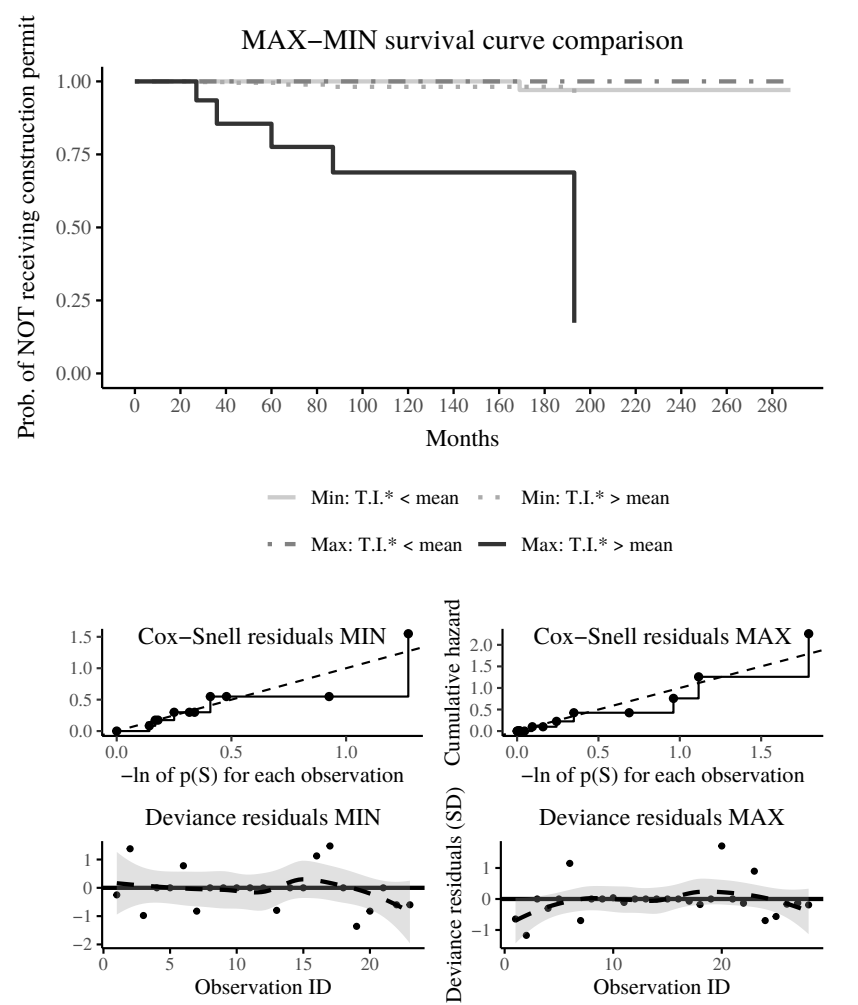 MAX−MIN survival curve comparison
Prob. of NOT receiving construction permit
1.00
0.75
0.50
0.25
0.00
0 20 40 60 80 100 120 140 160 180 190 200 220 240 260 280
Months
Min: T.I.* < mean Min: T.I.* > mean
Max: T.I.* < mean Max: T.I.* > mean
Cox−Snell residuals MIN
1.5
1.0
0.5
0.0
0.0 0.5 1.0
−ln of p(S) for each observation
Cox−Snell residuals MAX
Cumulative hazard
2.0
1.5
1.0
0.5
0.0
0.0 0.5 1.0 1.5
−ln of p(S) for each observation
Deviance residuals MIN
1
0
−1
−2
0 5 10 15 20
Observation ID
Deviance residuals MAX
Deviance residuals (SD)
1
0
−1
0 10 20
Observation ID